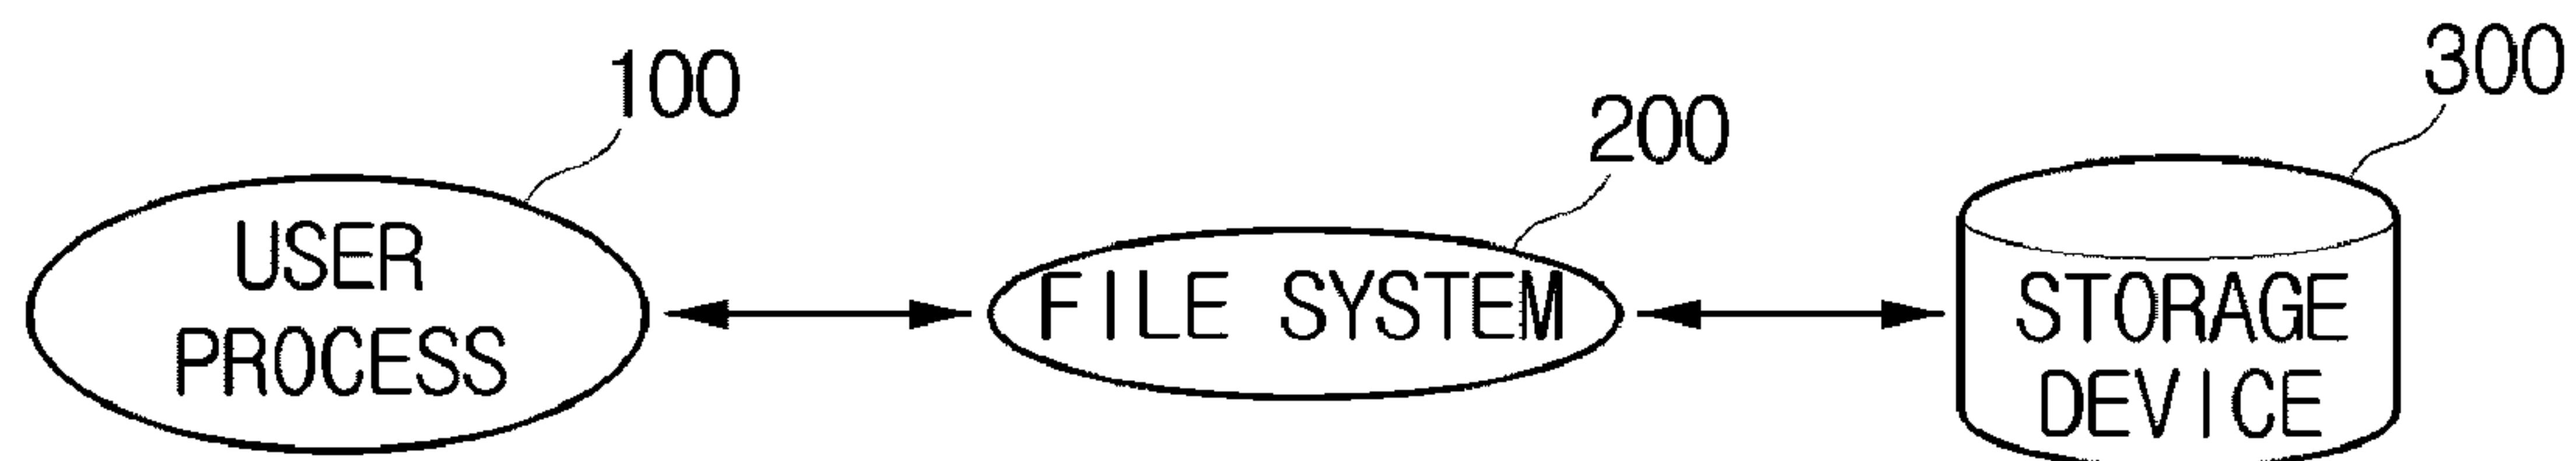 100
200
300
USER
PROCESS
FILE SYSTEM
STORAGE
DEVICE